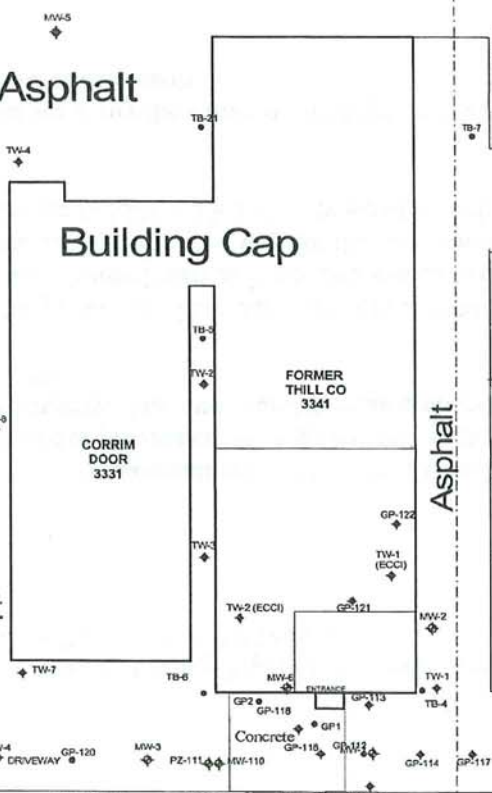 MW-5
Asphalt
TB-21
TB-7
TW-4
Building Cap
TB-5
TW-2
FORMER
THILL CO
3341
CORRIM
DOOR
3331
Asphalt
GP-122
TW-3
TW-1
(ECCI)
TW-2 (ECCI)
GP-121
MW-2
TW-7
TB-6
MW-6
ENTRANCE
TW-1
TB-4
GP2
GP-118
GP-113
GP1
Concrete
GP-120
DRIVEWAY
MW-3
PZ-111
MW-110
GP-112
GP-114
GP-117